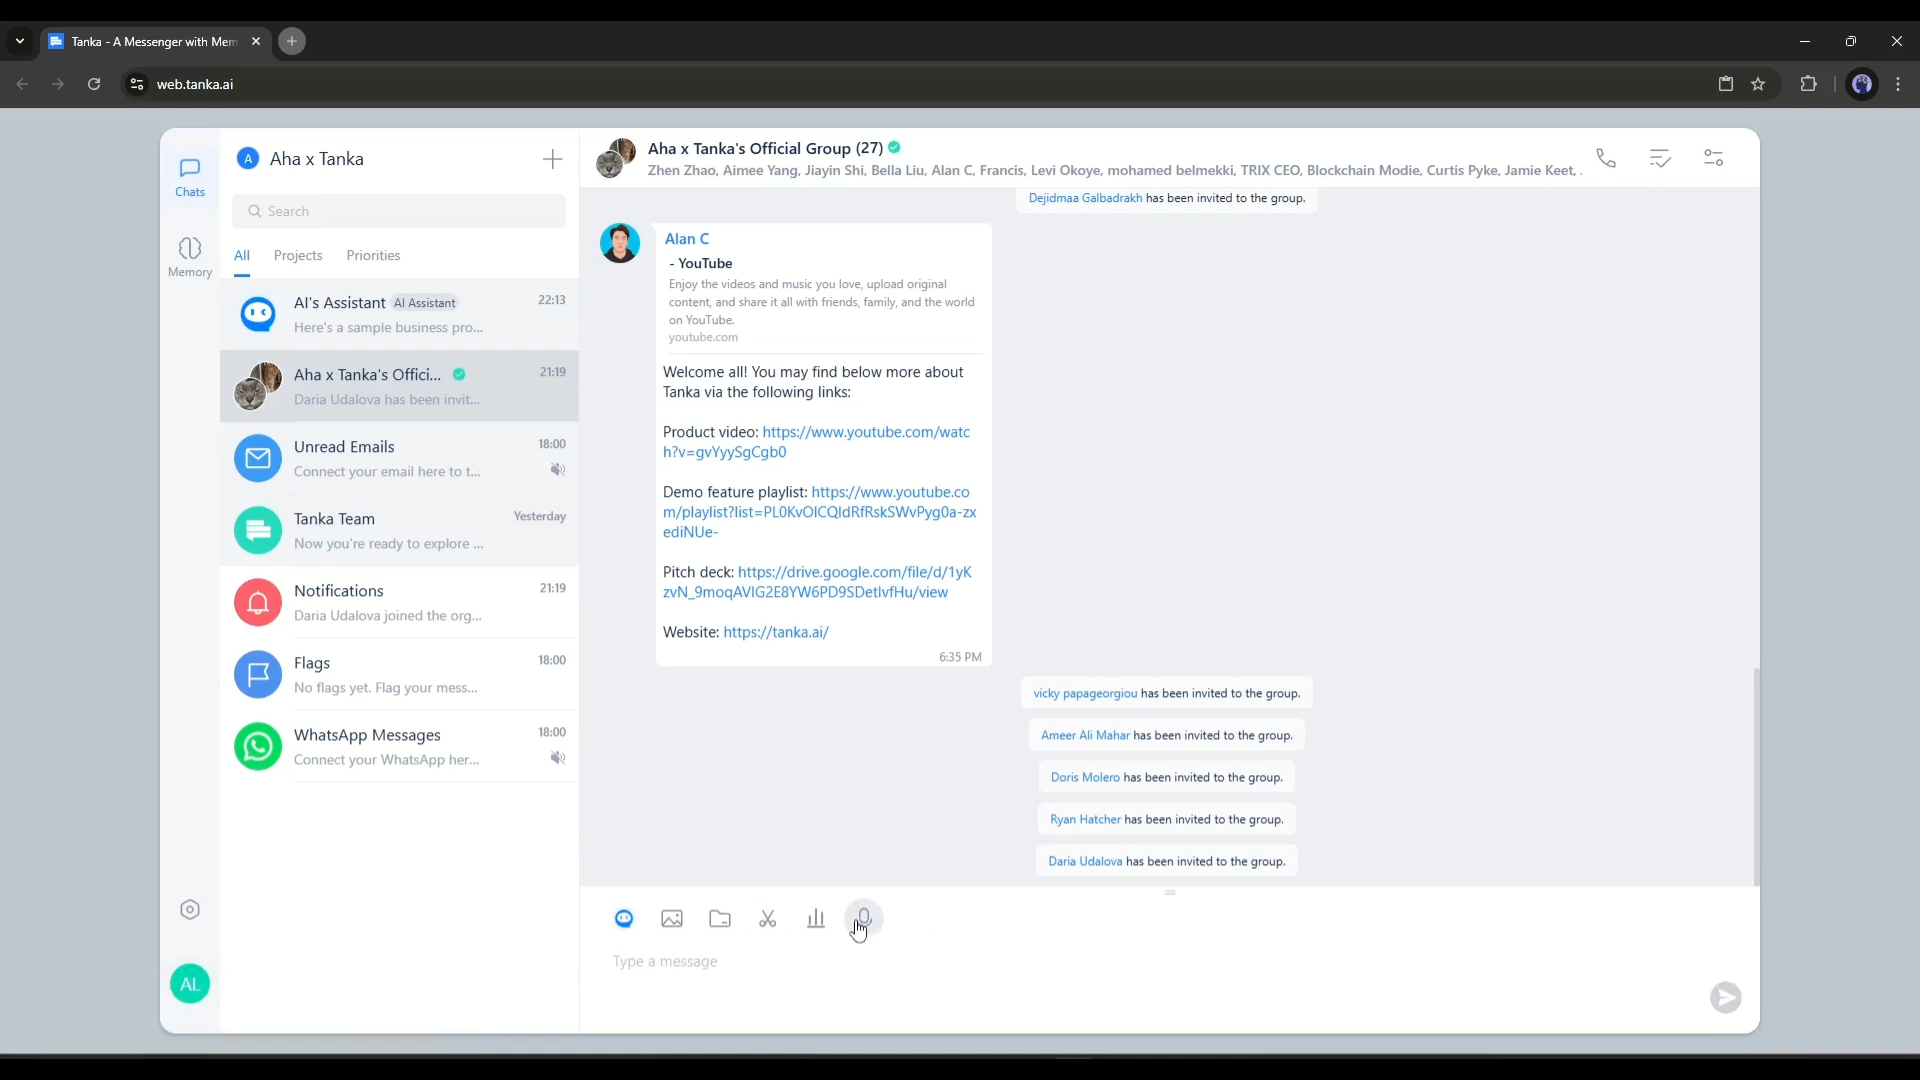 Tanka - A Messenger with Mem
web.tanka.ai
Chats
Memory
AL
A Aha x Tanka
Search
All Projects Priorities
AI's Assistant AI Assistant 22:13
Here's a sample business pro...
Aha x Tanka's Offici... 21:19
Daria Udalova has been invit...
Unread Emails 18:00
Connect your email here to t...
Tanka Team Yesterday
Now you're ready to explore ...
Notifications 21:19
Daria Udalova joined the org...
Flags 18:00
No flags yet. Flag your mess...
WhatsApp Messages 18:00
Connect your WhatsApp her...
Aha x Tanka's Official Group (27)
Zhen Zhao, Aimee Yang, Jiayin Shi, Bella Liu, Alan C, Francis, Levi Okoye, mohamed belmekki, TRIX CEO, Blockchain Modie, Curtis Pyke, Jamie Keet, .
Dejidmaa Galbadrakh has been invited to the group.
Alan C
- YouTube
Enjoy the videos and music you love, upload original
content, and share it all with friends, family, and the world
on YouTube.
youtube.com
Welcome all! You may find below more about
Tanka via the following links:
Product video: https://www.youtube.com/watc
h?v=gvYyySgCgb0
Demo feature playlist: https://www.youtube.co
m/playlist?list=PL0KvOICQIdRfRskSWvPyg0a-zx
ediNUe-
Pitch deck: https://drive.google.com/file/d/1yK
zvN_9moqAVIG2E8YW6PD9SDetlvfHu/view
Website: https://tanka.ai/
6:35 PM
vicky papageorgiou has been invited to the group.
Ameer Ali Mahar has been invited to the group.
Doris Molero has been invited to the group.
Ryan Hatcher has been invited to the group.
Daria Udalova has been invited to the group.
Type a message